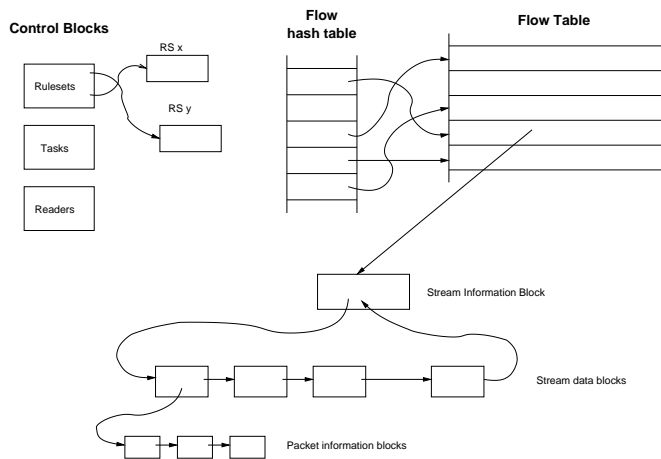 Control Blocks
Flow
hash table
Flow Table
RS x
Rulesets
RS y
Tasks
Readers
Stream Information Block
Stream data blocks
Packet information blocks